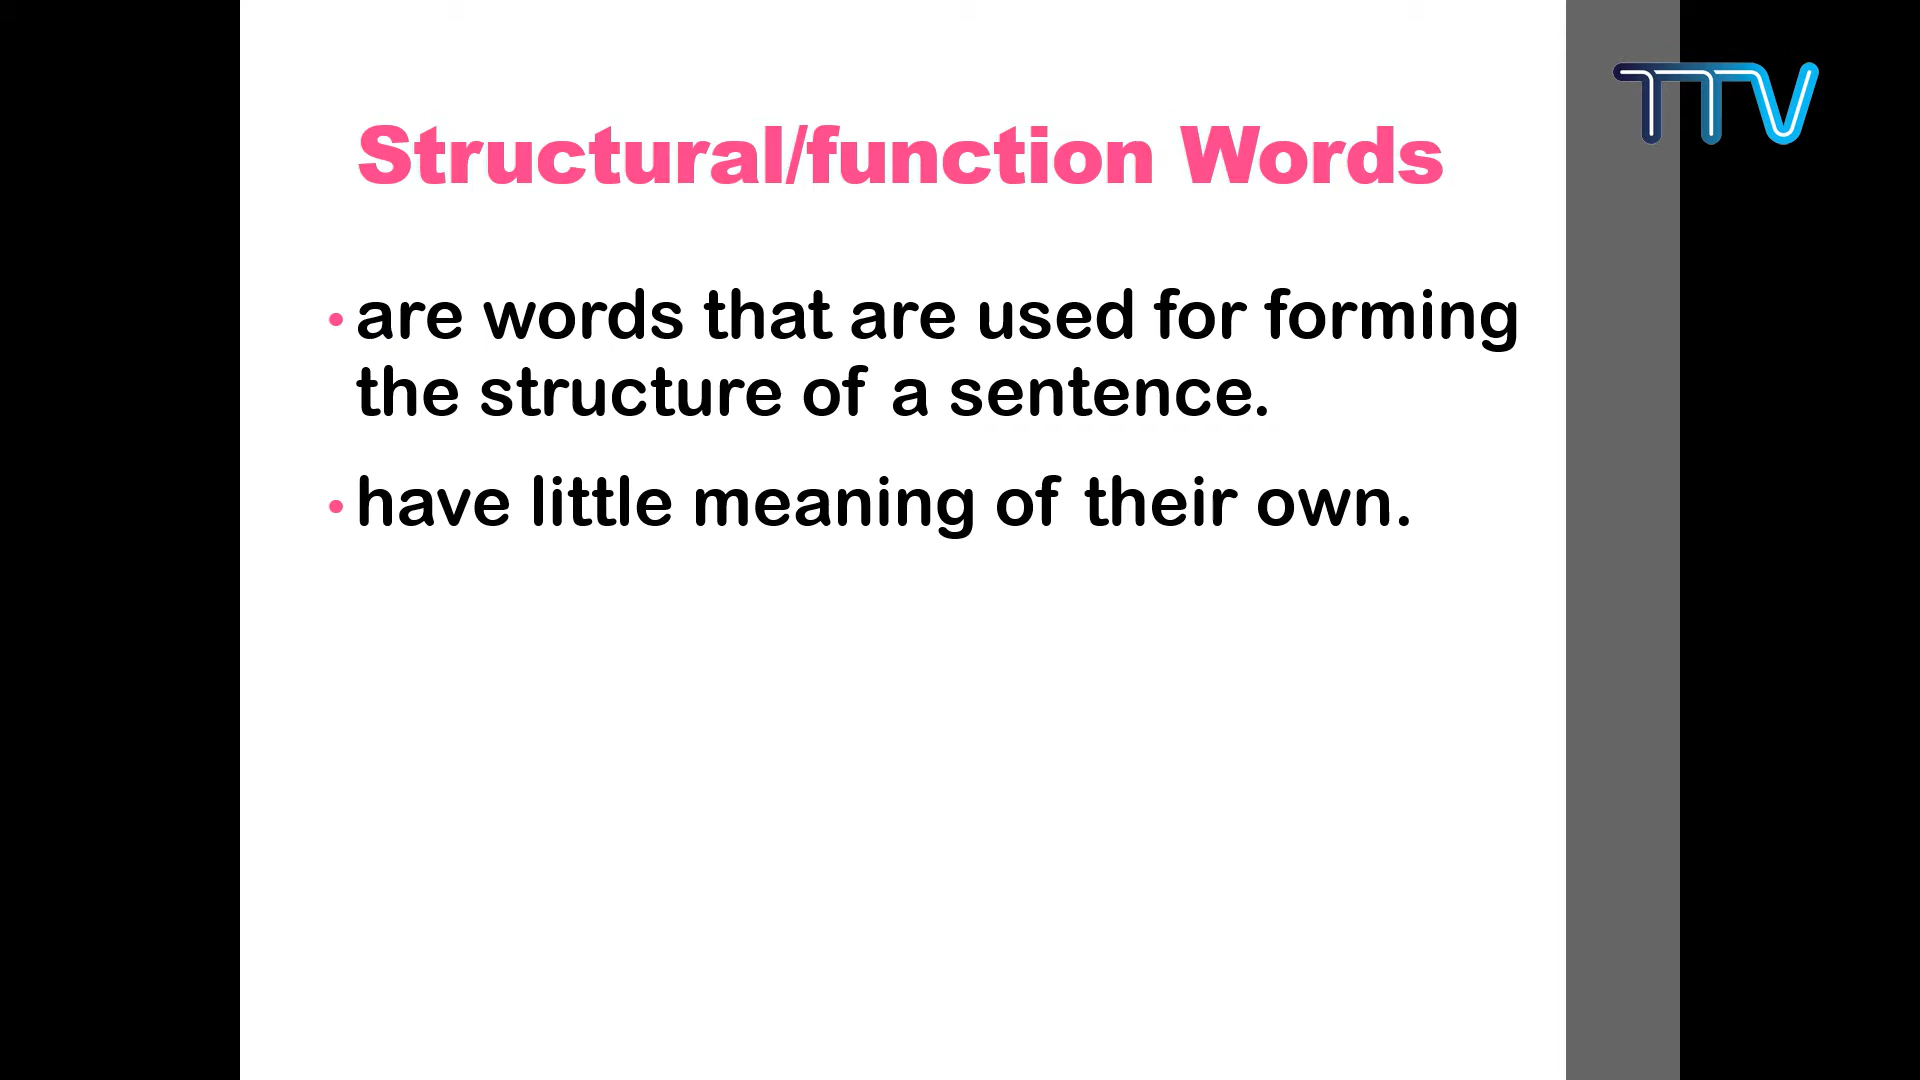 TTV
Structural/function Words
• are words that are used for forming
the structure of a sentence.
• have little meaning of their own.